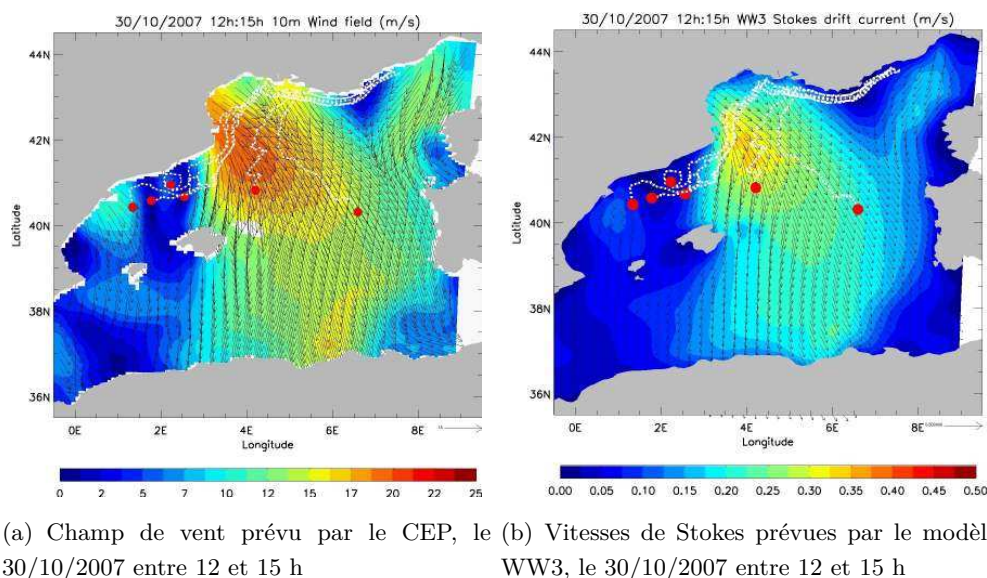 30/10/2007 12h:15h 10m Wind field (m/s)
44N
42N
40N
38N
36N
Latitude
0E 2E 4E 6E 8E
Longitude
0 2 5 7 10 12 15 17 20 22 25
(a) Champ de vent prévu par le CEP, le
30/10/2007 entre 12 et 15 h
30/10/2007 12h:15h WW3 Stokes drift current (m/s)
44N
42N
40N
38N
36N
Latitude
0E 2E 4E 6E 8E
Longitude
0.00 0.05 0.10 0.15 0.20 0.25 0.30 0.35 0.40 0.45 0.50
(b) Vitesses de Stokes prévues par le modèl
WW3, le 30/10/2007 entre 12 et 15 h